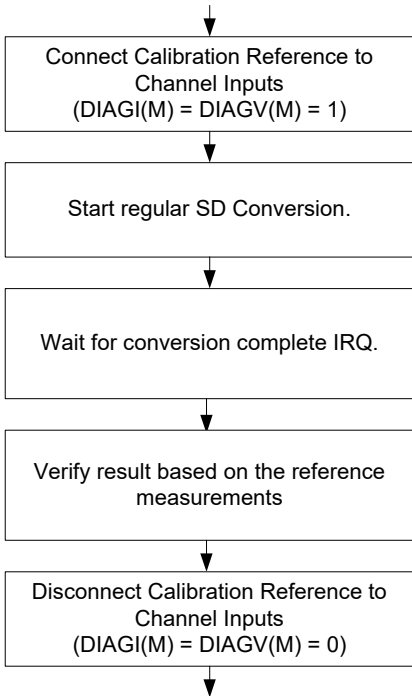 Connect Calibration Reference to
Channel Inputs
(DIAGI(M) = DIAGV(M) = 1)
Start regular SD Conversion.
Wait for conversion complete IRQ.
Verify result based on the reference
measurements
Disconnect Calibration Reference to
Channel Inputs
(DIAGI(M) = DIAGV(M) = 0)